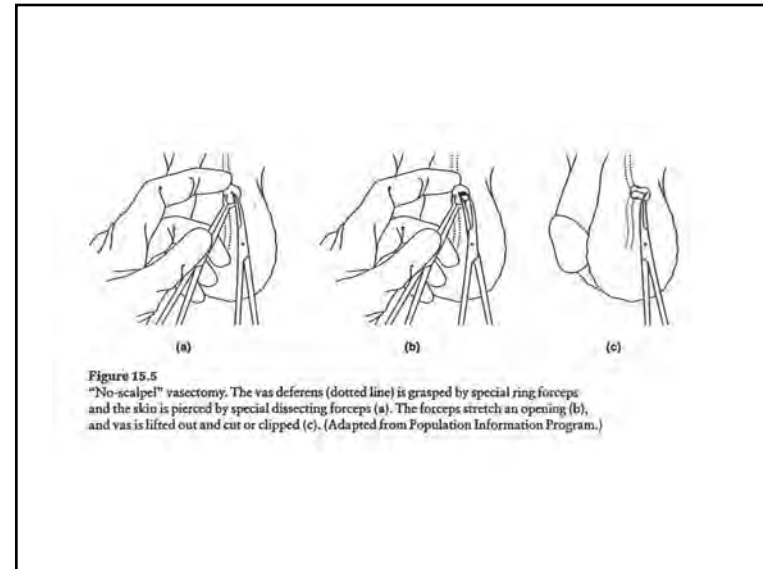 (a) (b) (c)
Figure 15.5
"No-scalpel" vasectomy. The vas deferens (dotted line) is grasped by special ring forceps
and the skin is pierced by special dissecting forceps (a). The forceps stretch an opening (b),
and vas is lifted out and cut or clipped (c). (Adapted from Population Information Program.)